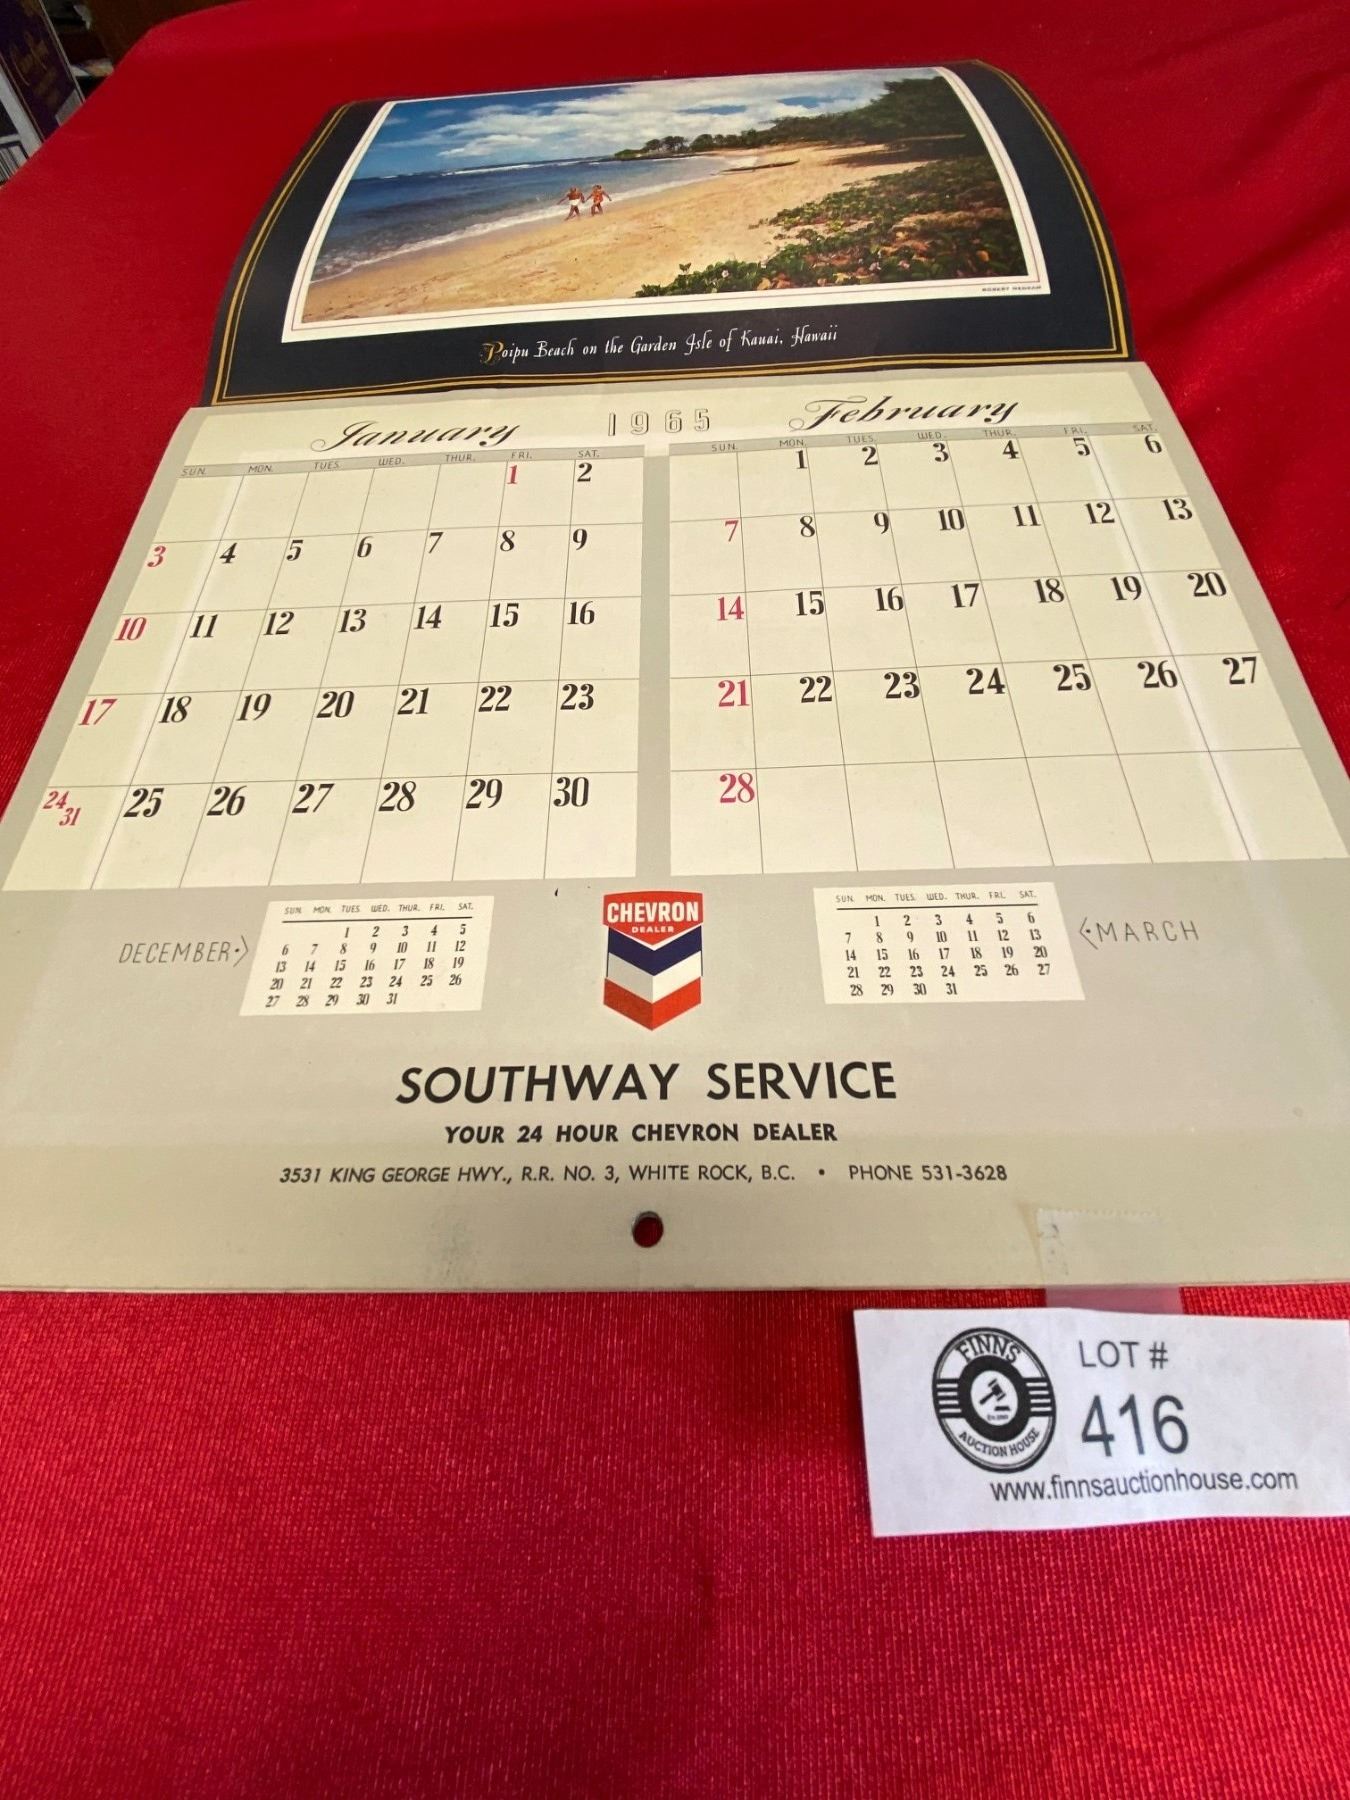 Poipu Beach on the Garden Isle of Kauai, Hawaii
January 1965 February
SUN. MON. TUES. WED. THUR. FRI. SAT.
1 2
3 4 5 6 7 8 9
10 11 12 13 14 15 16
17 18 19 20 21 22 23
24 31 25 26 27 28 29 30
SUN. MON. TUES. WED. THUR. FRI. SAT.
1 2 3 4 5 6
7 8 9 10 11 12 13
14 15 16 17 18 19 20
21 22 23 24 25 26 27
28
DECEMBER
SUN. MON. TUES. WED. THUR. FRI. SAT.
1 2 3 4 5
6 7 8 9 10 11 12
13 14 15 16 17 18 19
20 21 22 23 24 25 26
27 28 29 30 31
CHEVRON
DEALER
SUN. MON. TUES. WED. THUR. FRI. SAT.
1 2 3 4 5 6
7 8 9 10 11 12 13
14 15 16 17 18 19 20
21 22 23 24 25 26 27
28 29 30 31
MARCH
SOUTHWAY SERVICE
YOUR 24 HOUR CHEVRON DEALER
3531 KING GEORGE HWY., R.R. NO. 3, WHITE ROCK, B.C. • PHONE 531-3628
FINNS
AUCTION HOUSE
LOT #
416
www.finnsauctionhouse.com